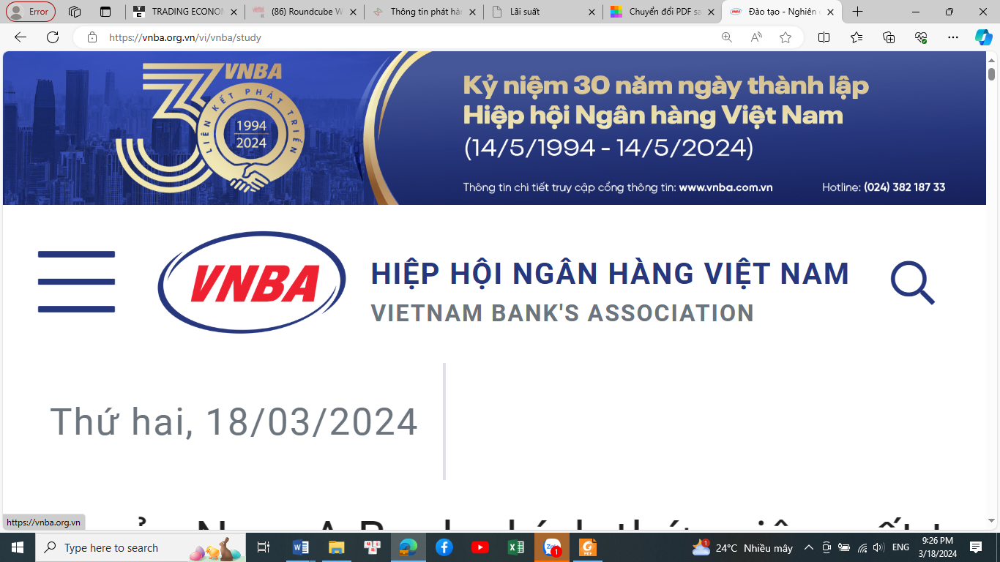 Error
TRADING ECONO
(86) Roundcube W
Thông tin phát hà
Lãi suất
Chuyển đổi PDF sa
Đào tạo - Nghiên c
https://vnba.org.vn/vi/vnba/study
30 VNBA
LIÊN KẾT PHÁT TRIỂN
1994
2024
Kỷ niệm 30 năm ngày thành lập
Hiệp hội Ngân hàng Việt Nam
(14/5/1994 - 14/5/2024)
Thông tin chi tiết truy cập cổng thông tin: www.vnba.com.vn
Hotline: (024) 382 187 33
VNBA
HIỆP HỘI NGÂN HÀNG VIỆT NAM
VIETNAM BANK'S ASSOCIATION
Thứ hai, 18/03/2024
https://vnba.org.vn
Type here to search
24°C Nhiều mây
ENG
9:26 PM
3/18/2024